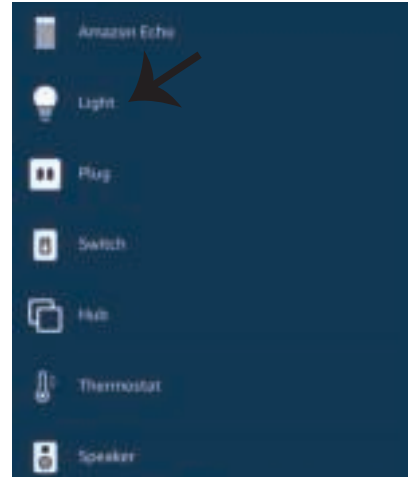 Amazon Echo
Light
Plug
Switch
Hub
Thermostat
Speaker